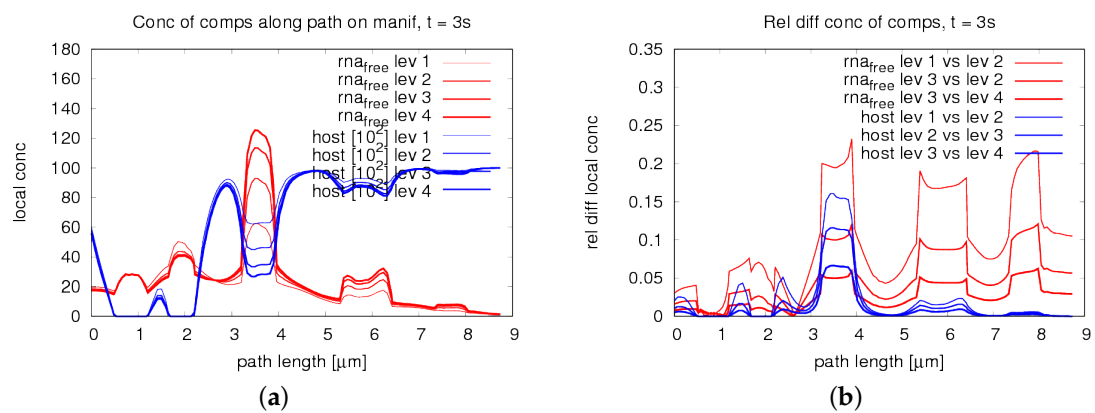 Conc of comps along path on manif, t = 3s
180
160
140
120
100
80
60
40
20
0
local conc
rna_free lev 1
rna_free lev 2
rna_free lev 3
rna_free lev 4
host [10^2] lev 1
host [10^2] lev 2
host [10^2] lev 3
host [10^2] lev 4
0 1 2 3 4 5 6 7 8 9
path length [μm]
(a)
Rel diff conc of comps, t = 3s
0.35
0.3
0.25
0.2
0.15
0.1
0.05
0
rel diff local conc
rna_free lev 1 vs lev 2
rna_free lev 3 vs lev 2
rna_free lev 3 vs lev 4
host lev 1 vs lev 2
host lev 2 vs lev 3
host lev 3 vs lev 4
0 1 2 3 4 5 6 7 8 9
path length [μm]
(b)